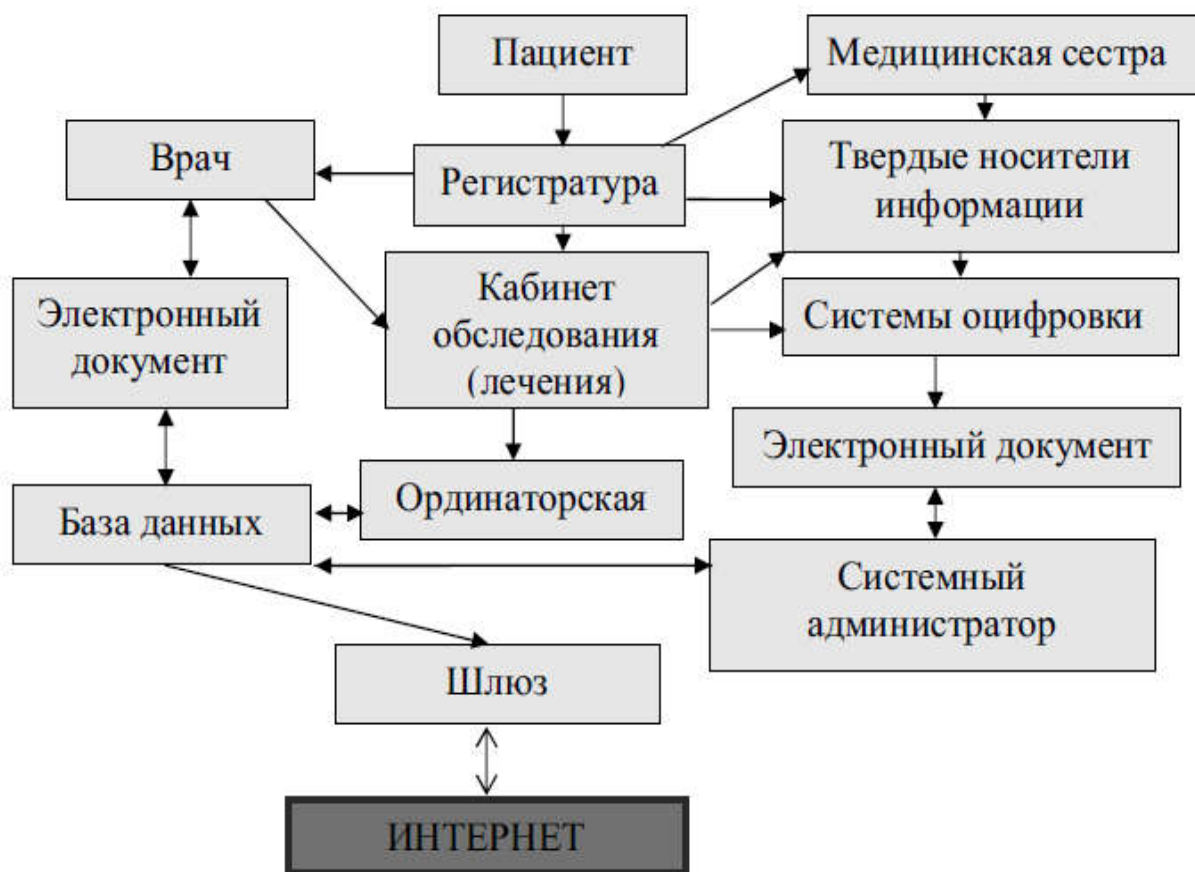 Пациент
Медицинская сестра
Врач
Регистратура
Твердые носители
информации
Электронный
документ
Кабинет
обследования
(лечения)
Системы оцифровки
Электронный документ
База данных
Ординаторская
Системный
администратор
Шлюз
ИНТЕРНЕТ